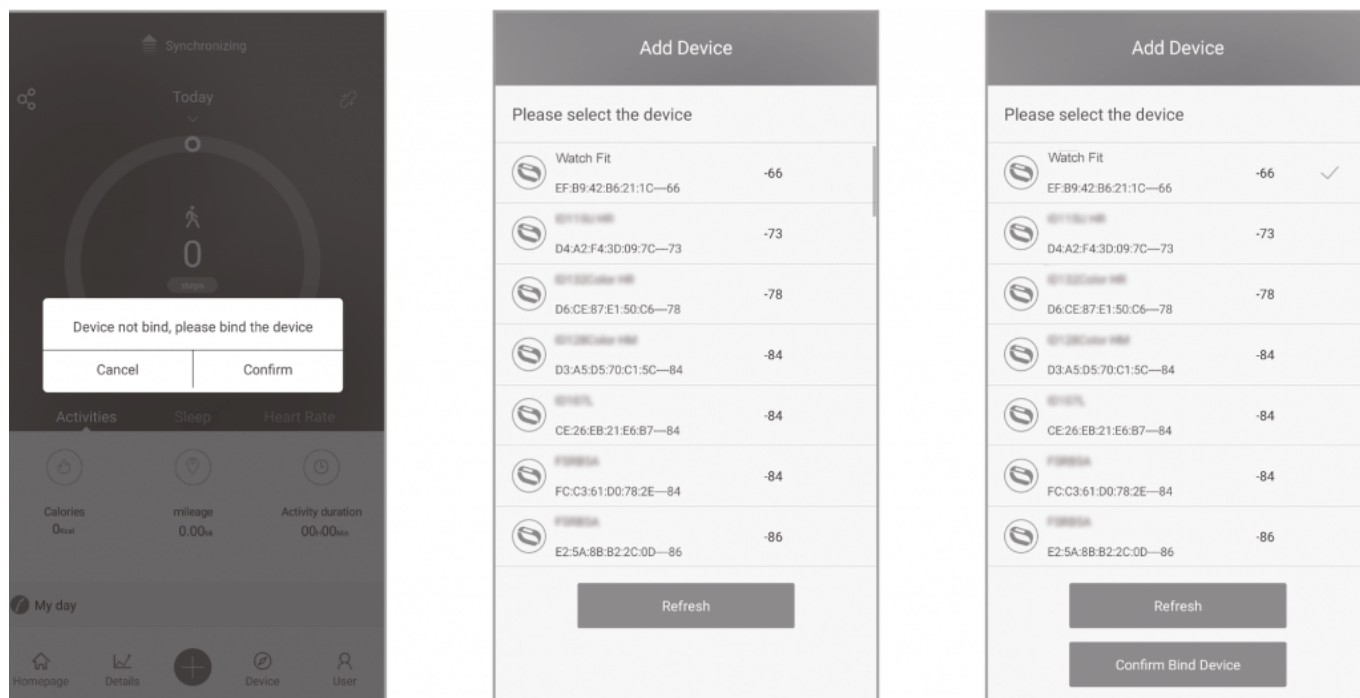 Synchronizing
Today
0
steps
Device not bind, please bind the device
Cancel Confirm
Activities Sleep Heart Rate
Calories mileage Activity duration
0Kcal 0.00 00h00Min
My day
Homepage Details Device User
Add Device
Please select the device
Watch Fit
EF:B9:42:B6:21:1C—66 -66
D4:A2:F4:3D:09:7C—73 -73
D6:CE:87:E1:50:C6—78 -78
D3:A5:D5:70:C1:5C—84 -84
CE:26:EB:21:E6:B7—84 -84
FC:C3:61:D0:78:2E—84 -84
E2:5A:8B:B2:2C:0D—86 -86
Refresh
Add Device
Please select the device
Watch Fit
EF:B9:42:B6:21:1C—66 -66
D4:A2:F4:3D:09:7C—73 -73
D6:CE:87:E1:50:C6—78 -78
D3:A5:D5:70:C1:5C—84 -84
CE:26:EB:21:E6:B7—84 -84
FC:C3:61:D0:78:2E—84 -84
E2:5A:8B:B2:2C:0D—86 -86
Refresh
Confirm Bind Device